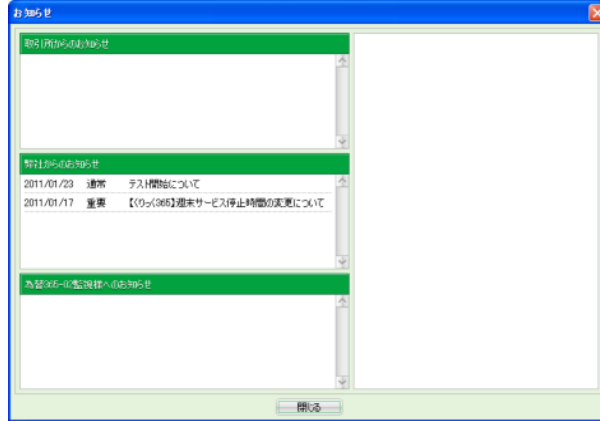 お知らせ
取引所からのお知らせ
弊社からのお知らせ
2011/01/23 通常 テスト開始について
2011/01/17 重要 【くりっく365】週末サービス停止時間の変更について
為替365-02監視様へのお知らせ
閉じる